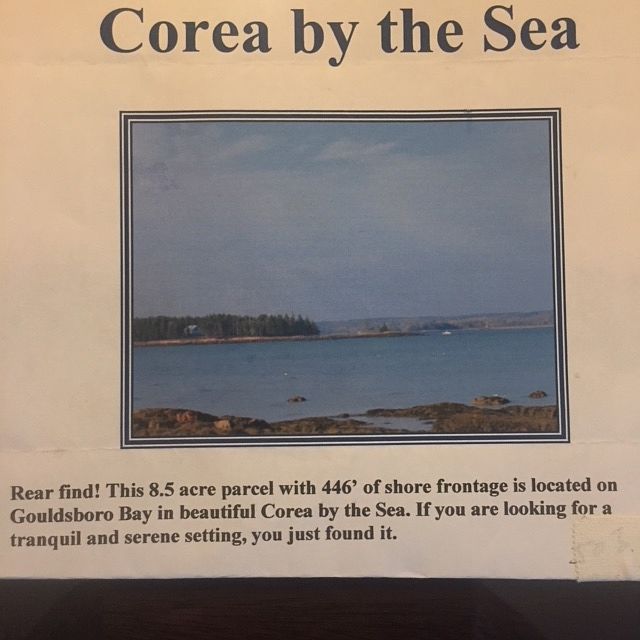 Corea by the Sea
Rear find! This 8.5 acre parcel with 446’ of shore frontage is located on
Gouldsboro Bay in beautiful Corea by the Sea. If you are looking for a
tranquil and serene setting, you just found it.